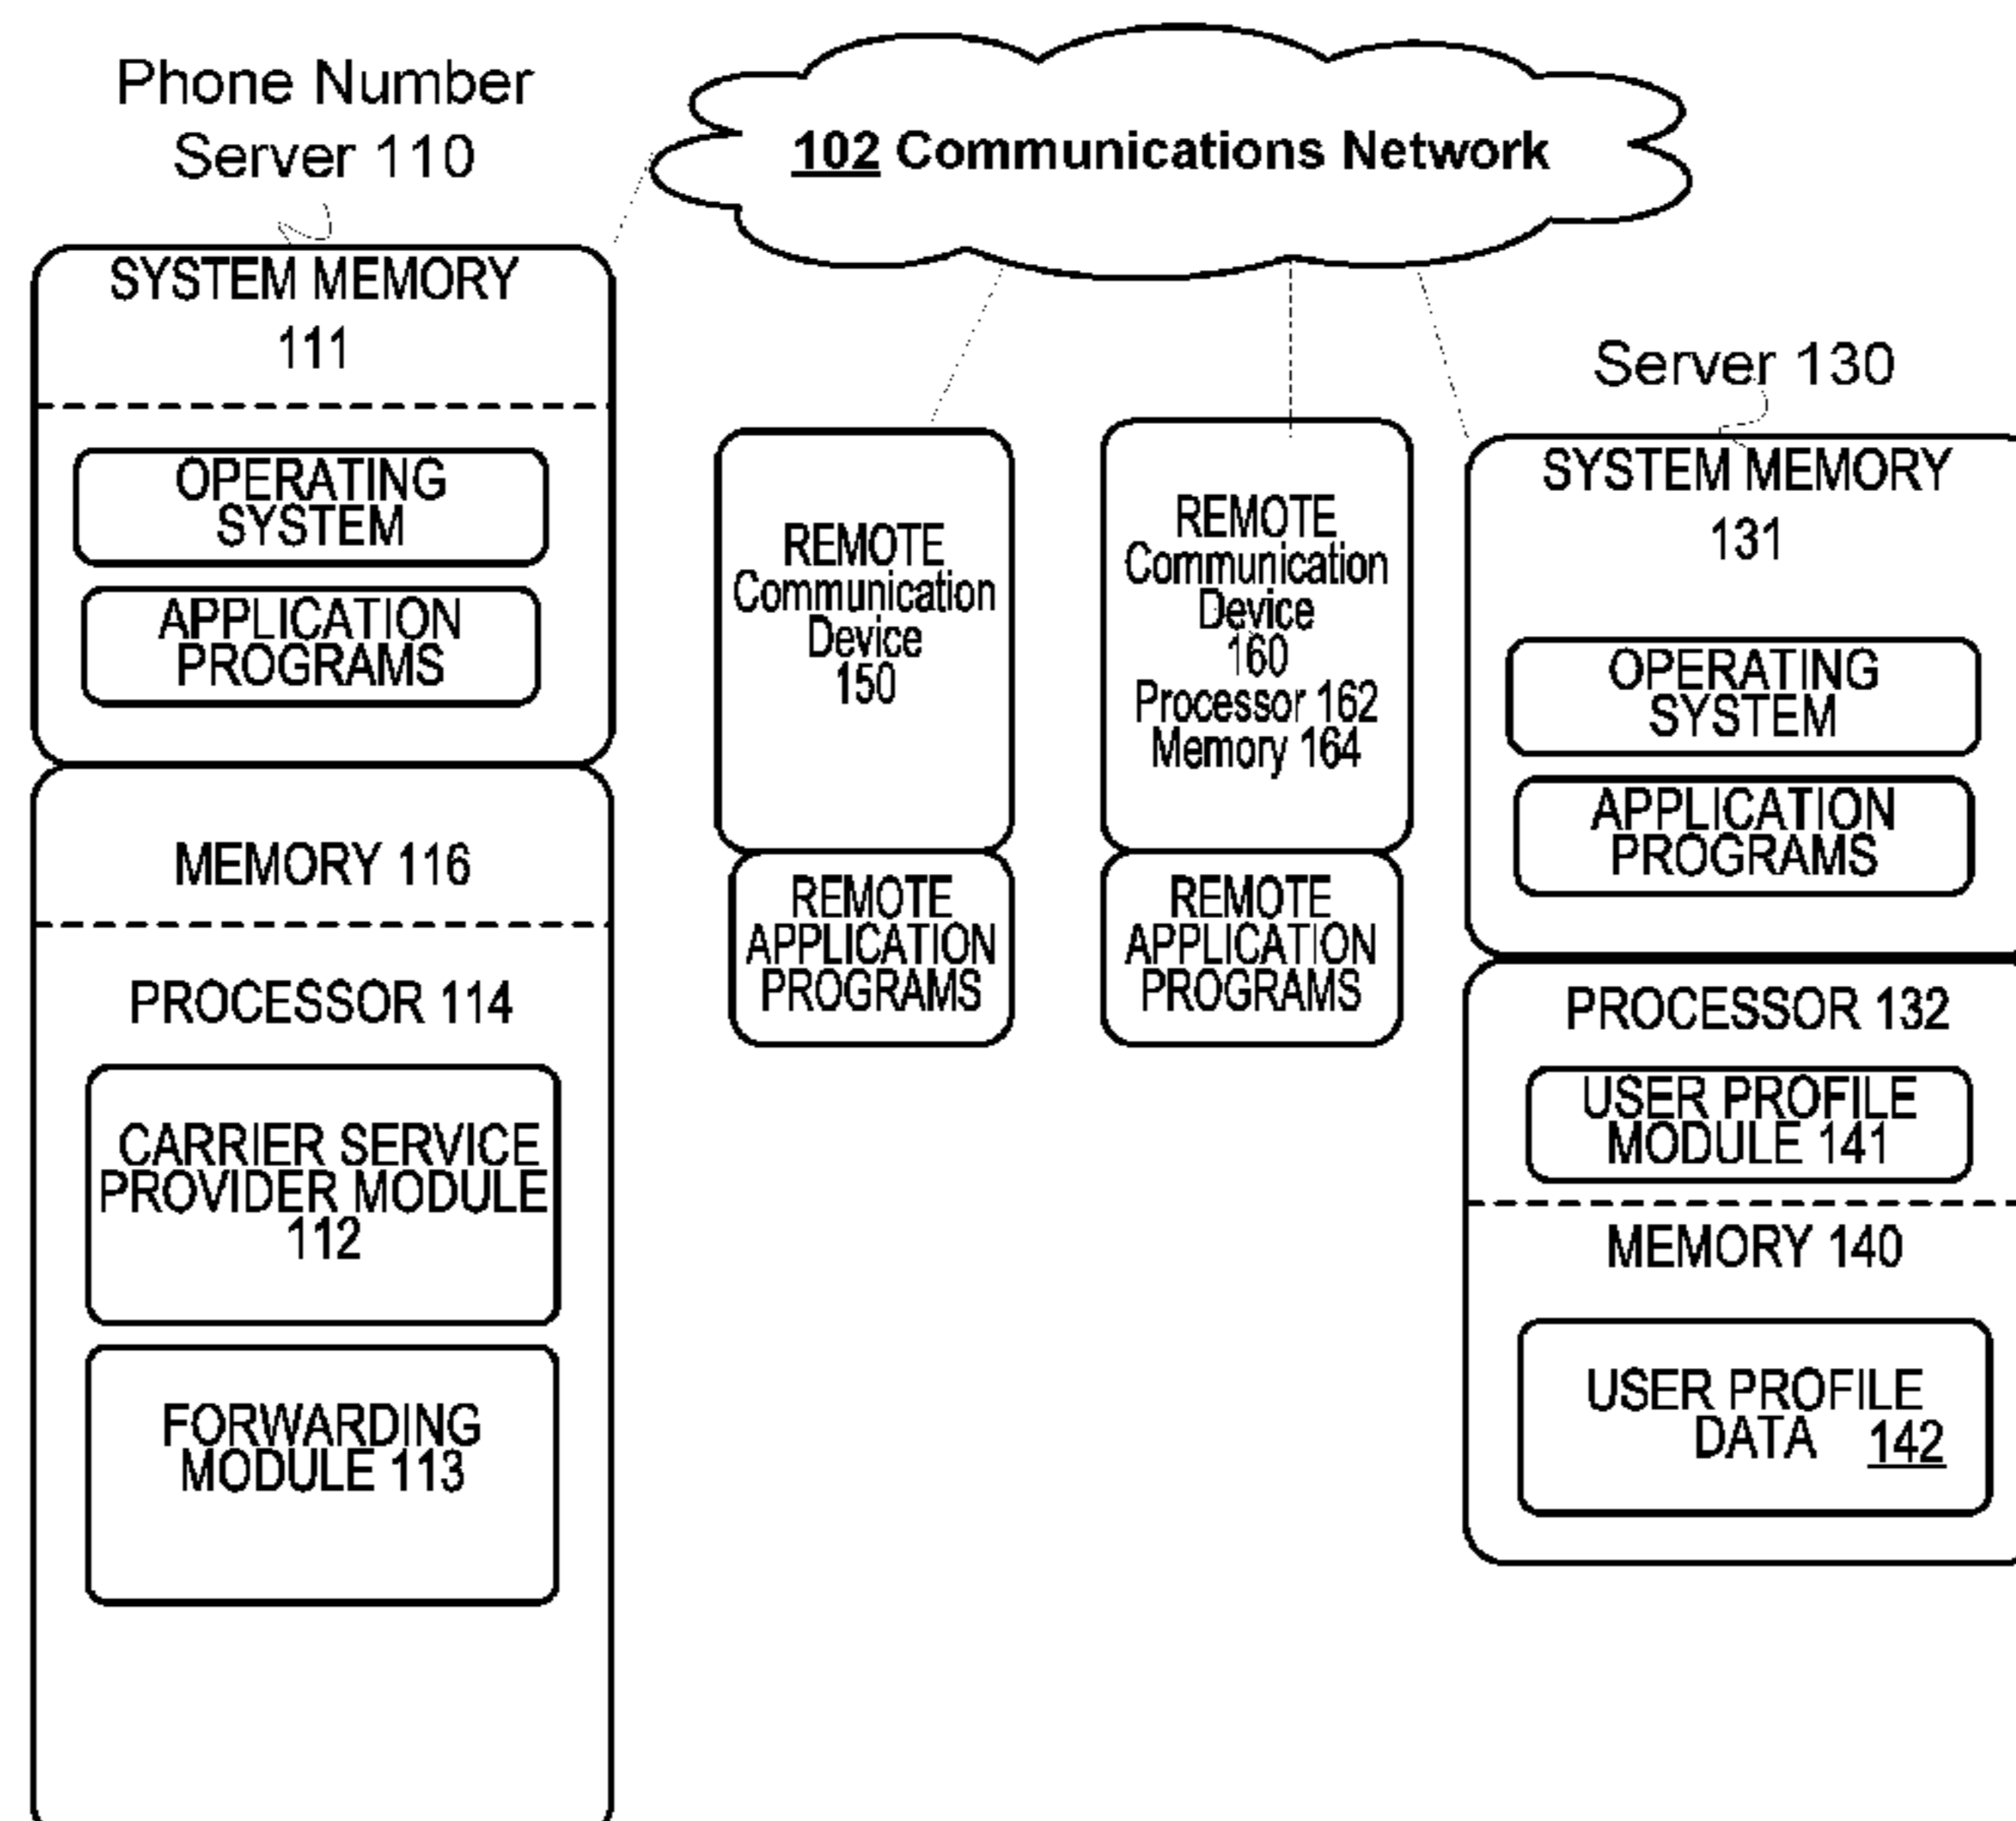 Phone Number
Server 110
102 Communications Network
SYSTEM MEMORY
111
OPERATING
SYSTEM
APPLICATION
PROGRAMS
MEMORY 116
PROCESSOR 114
CARRIER SERVICE
PROVIDER MODULE
112
FORWARDING
MODULE 113
REMOTE
Communication
Device
150
REMOTE
APPLICATION
PROGRAMS
REMOTE
Communication
Device
160
Processor 162
Memory 164
REMOTE
APPLICATION
PROGRAMS
Server 130
SYSTEM MEMORY
131
OPERATING
SYSTEM
APPLICATION
PROGRAMS
PROCESSOR 132
USER PROFILE
MODULE 141
MEMORY 140
USER PROFILE
DATA 142